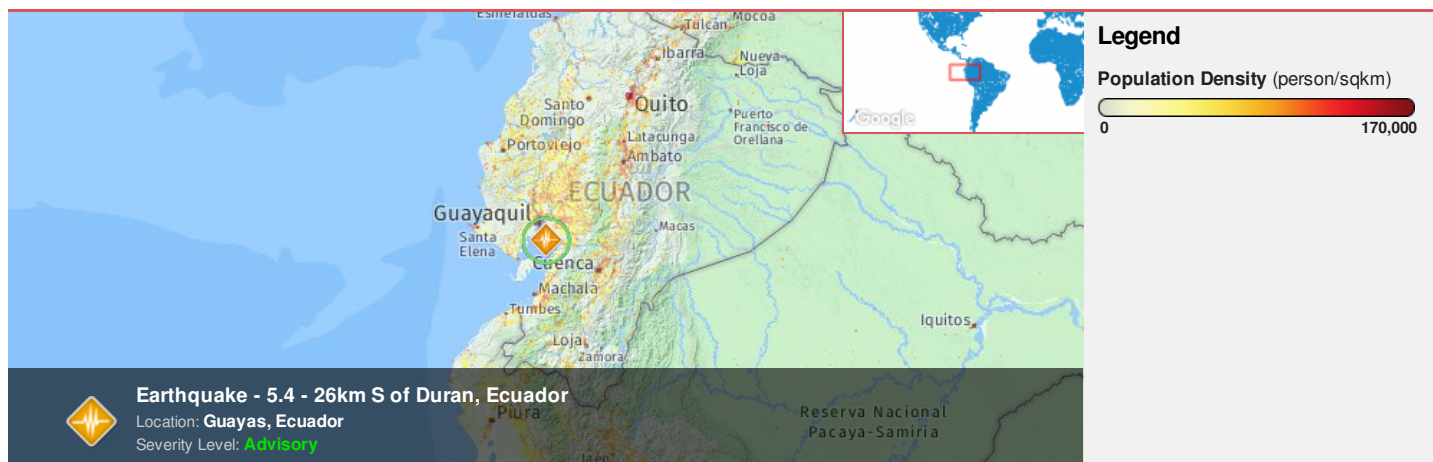 Esmeraldas
Tulcan
Mocoa
Ibarra
Nueva
Loja
Santo
Domingo
Quito
Puerto
Francisco de
Orellana
Google
Portoviejo
Latacunga
Ambato
ECUADOR
Guayaquil
Santa
Elena
Macas
Cuenca
Machala
Tumbes
Iquitos
Loja
Zamora
Piura
Reserva Nacional
Pacaya-Samiria
Jaén
Earthquake - 5.4 - 26km S of Duran, Ecuador
Location: Guayas, Ecuador
Severity Level: Advisory
Legend
Population Density (person/sqkm)
0 170,000